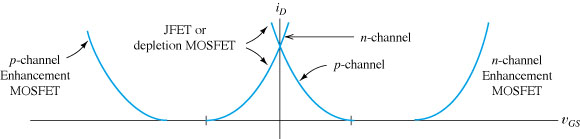 i_D
JFET or
depletion MOSFET
n-channel
p-channel
p-channel
Enhancement
MOSFET
n-channel
Enhancement
MOSFET
v_GS